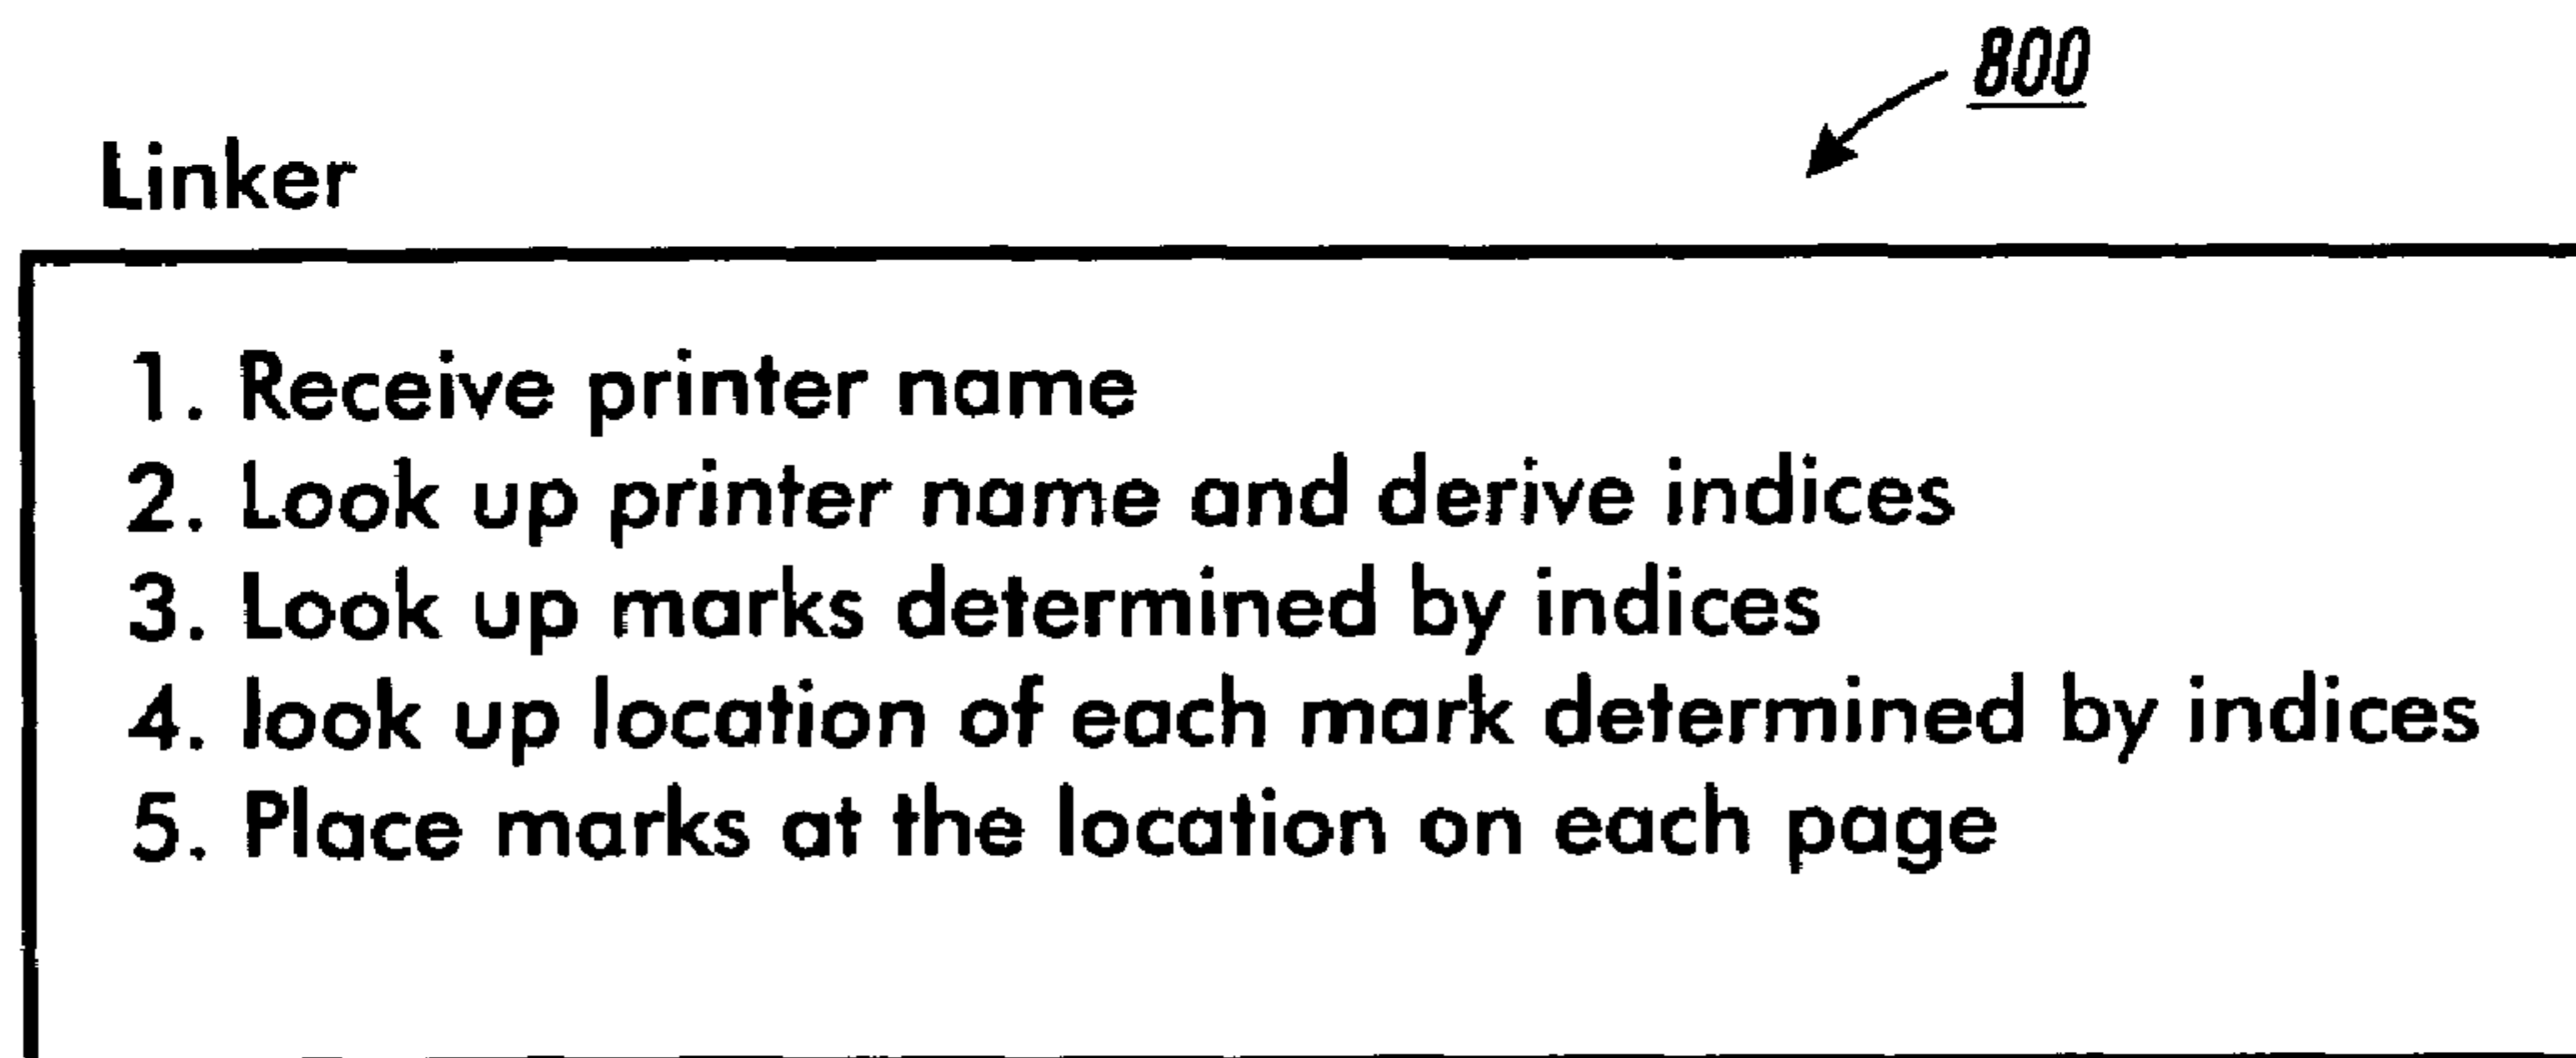 800
Linker
1. Receive printer name
2. Look up printer name and derive indices
3. Look up marks determined by indices
4. look up location of each mark determined by indices
5. Place marks at the location on each page